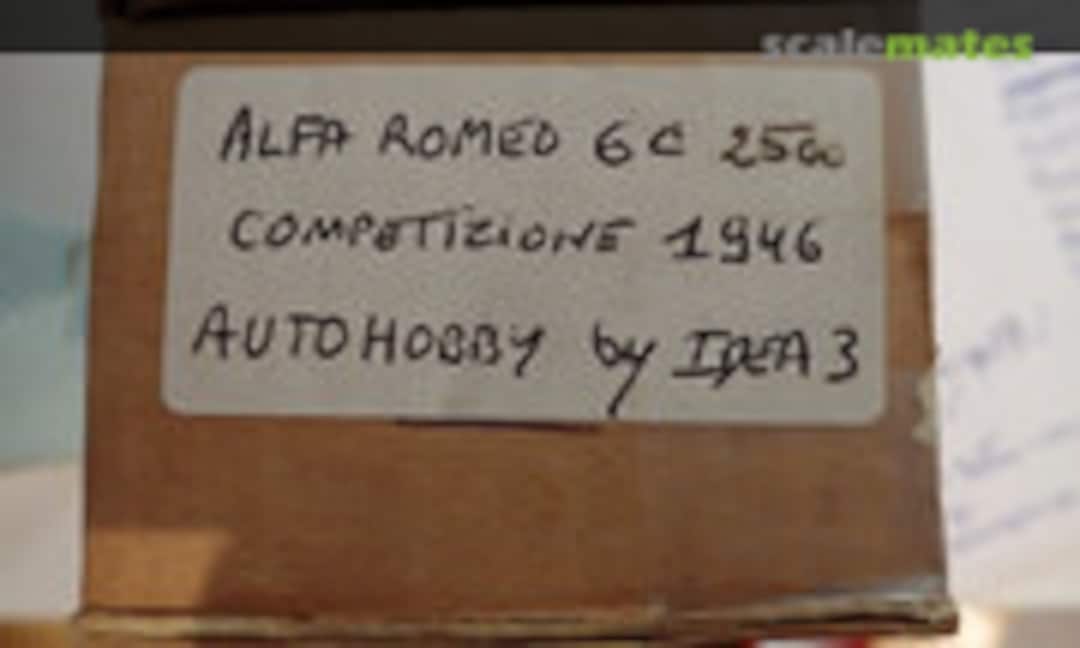 scalemates
ALFA ROMEO 6C 2500
COMPETIZIONE 1946
AUTOHOBBY by IDEA 3